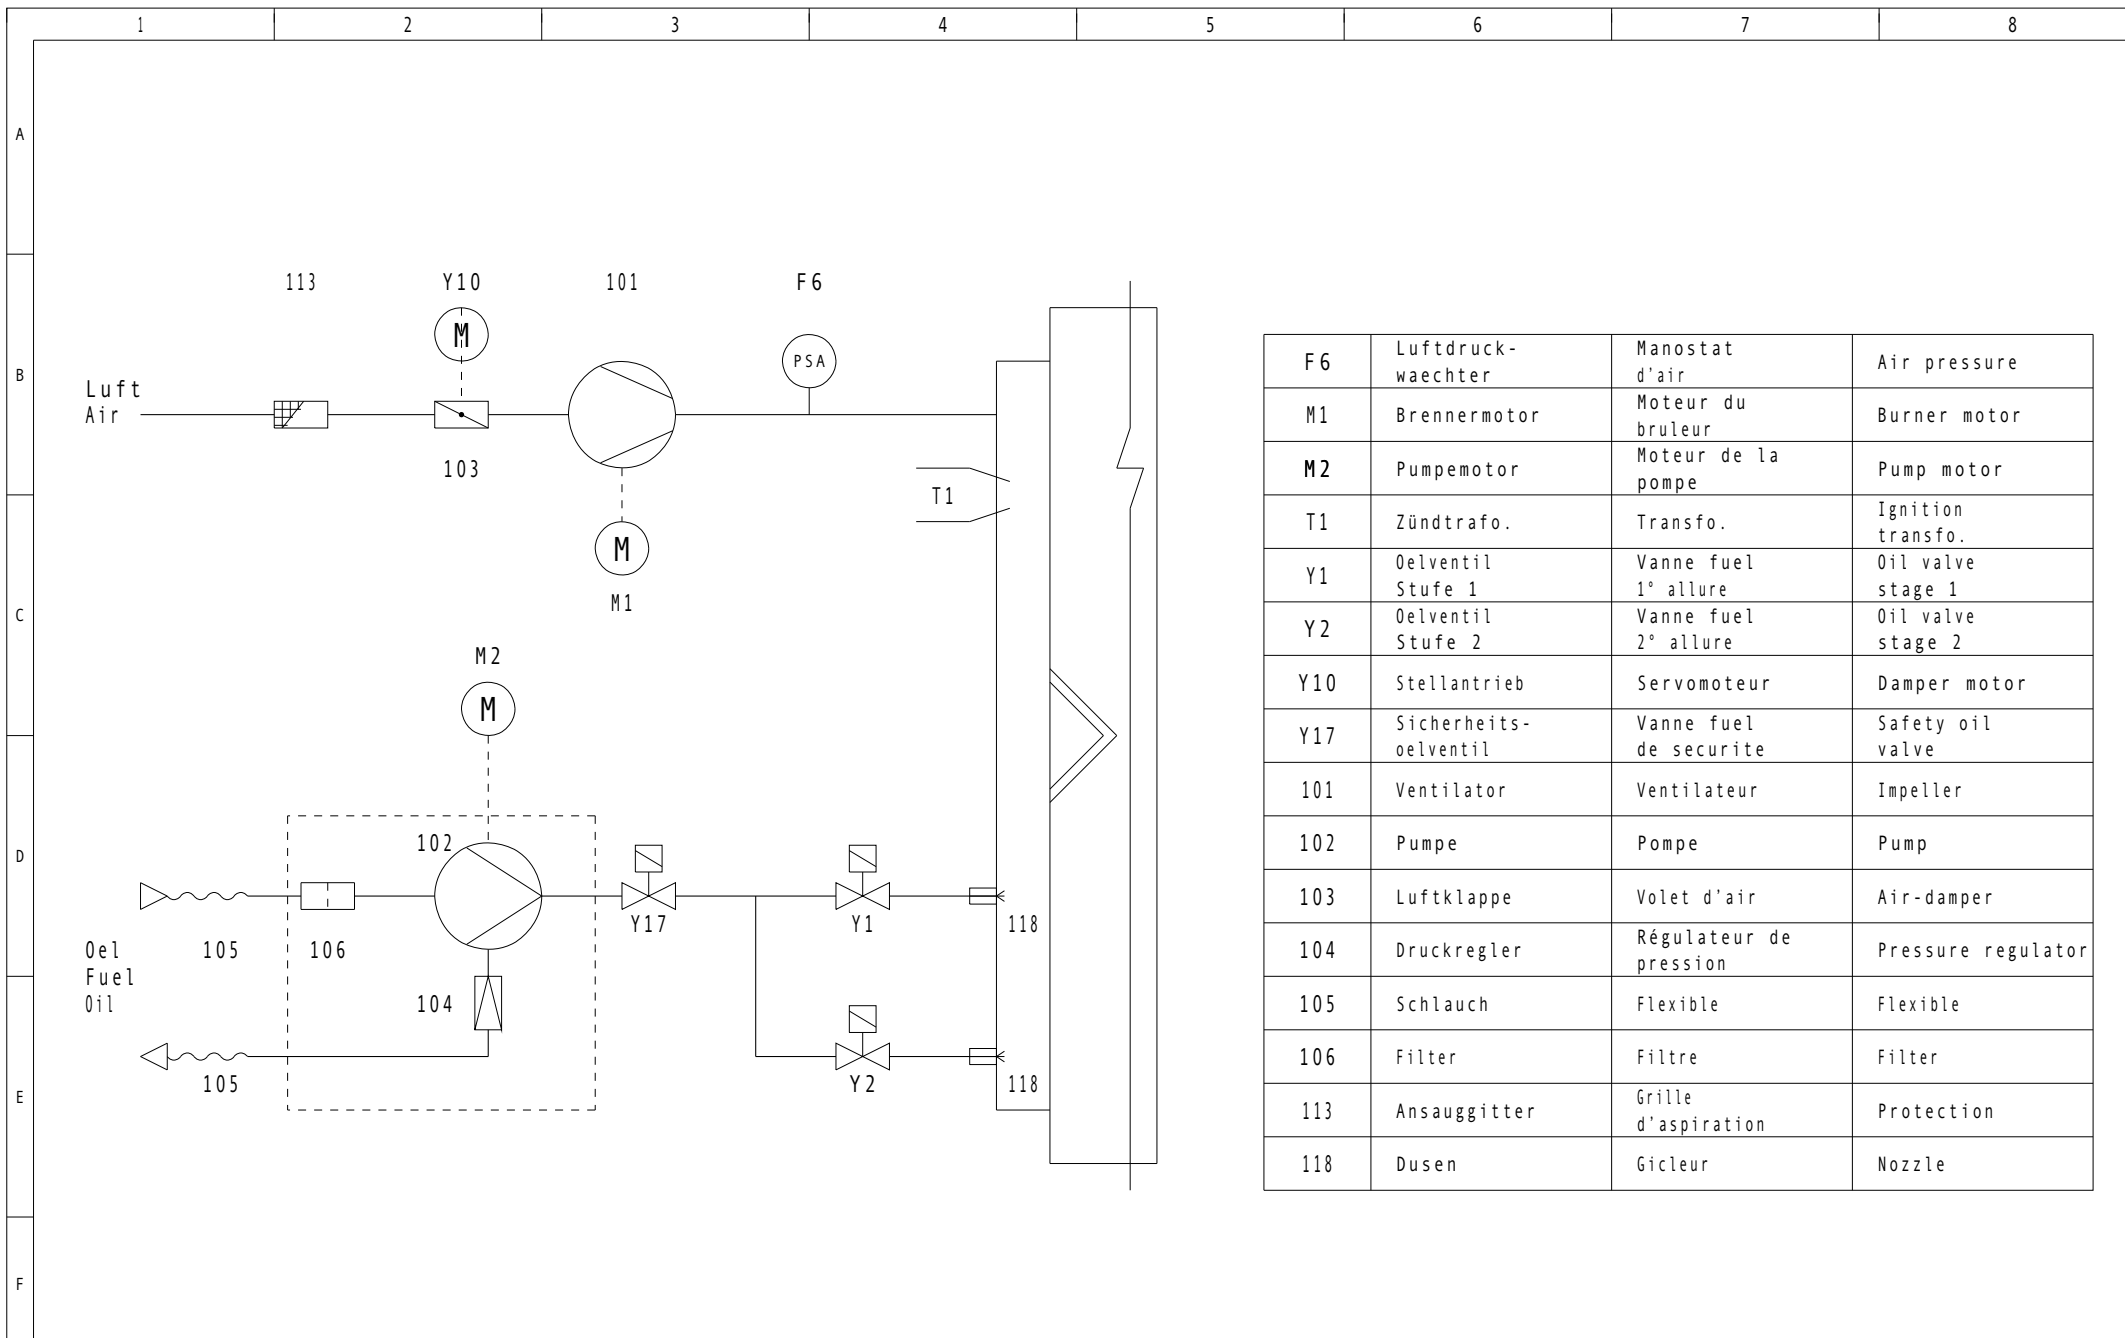 1 2 3 4 5 6 7 8
A
B
C
D
E
F
113 Y10 101 F6
M
PSA
Luft
Air
103
T1
M
M1
M2
M
102
Y17 Y1 118
Oel 105 106
Fuel
Oil 104
105 Y2 118
F6 Luftdruck- Manostat Air pressure
waechter d'air
M1 Brennermotor Moteur du Burner motor
bruleur
M2 Pumpemotor Moteur de la Pump motor
pompe
T1 Zündtrafo. Transfo. Ignition
transfo.
Y1 Oelventil Vanne fuel Oil valve
Stufe 1 1° allure stage 1
Y2 Oelventil Vanne fuel Oil valve
Stufe 2 2° allure stage 2
Y10 Stellantrieb Servomoteur Damper motor
Y17 Sicherheits- Vanne fuel Safety oil
oelventil de securite valve
101 Ventilator Ventilateur Impeller
102 Pumpe Pompe Pump
103 Luftklappe Volet d'air Air-damper
104 Druckregler Régulateur de Pressure regulator
pression
105 Schlauch Flexible Flexible
106 Filter Filtre Filter
113 Ansauggitter Grille Protection
d'aspiration
118 Dusen Gicleur Nozzle